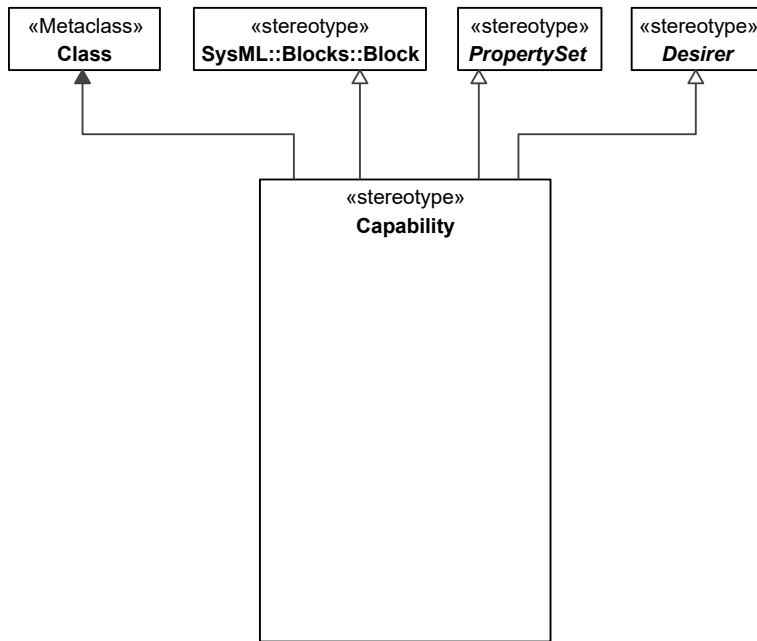 «Metaclass»
Class
«stereotype»
SysML::Blocks::Block
«stereotype»
PropertySet
«stereotype»
Desirer
«stereotype»
Capability